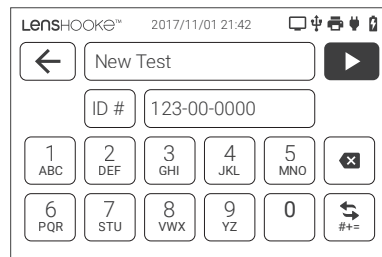 LENSHOOKE™ 2017/11/01 21:42
New Test
ID # 123-00-0000
1 2 3 4 5
ABC DEF GHI JKL MNO
6 7 8 9 0
PQR STU VWX YZ #+=